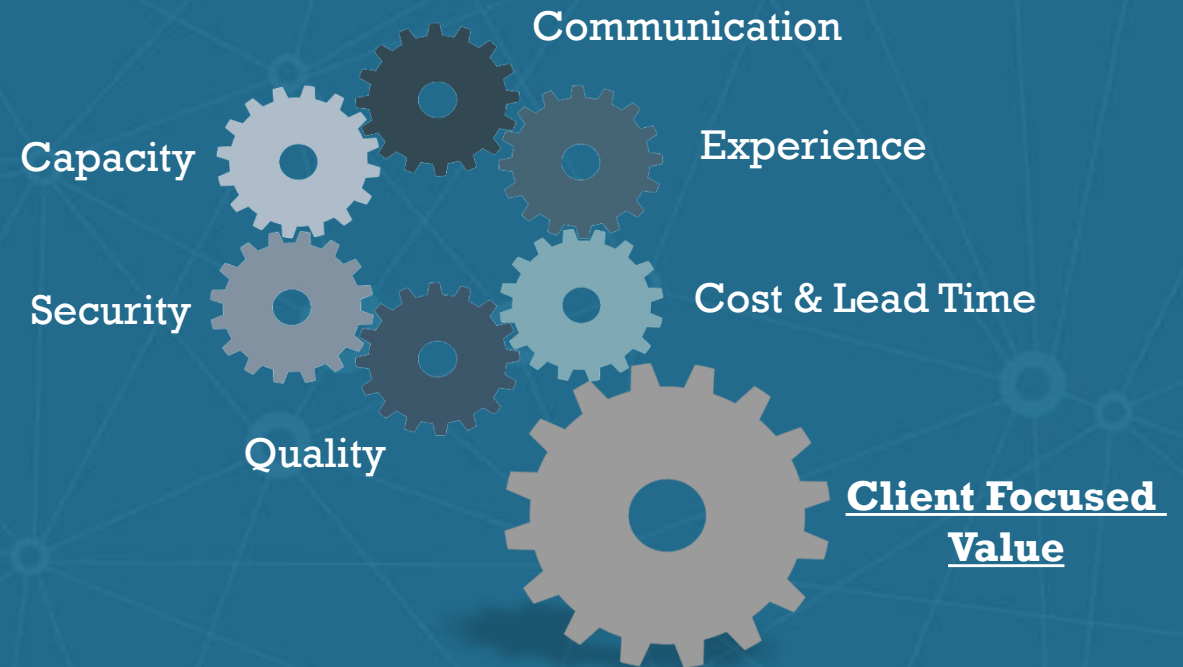 Communication
Capacity
Experience
Security
Cost & Lead Time
Quality
Client Focused
Value